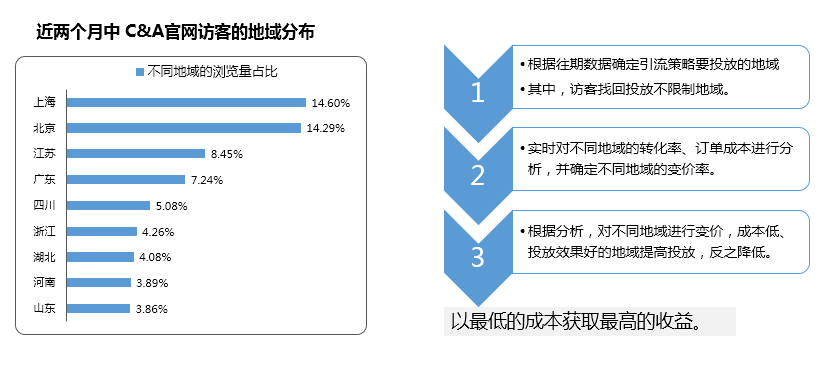 近两个月中 C&A官网访客的地域分布
不同地域的浏览量占比
上海 14.60%
北京 14.29%
江苏 8.45%
广东 7.24%
四川 5.08%
浙江 4.26%
湖北 4.08%
河南 3.89%
山东 3.86%
1
•根据往期数据确定引流策略要投放的地域
•其中，访客找回投放不限制地域。
2
•实时对不同地域的转化率、订单成本进行分
析，并确定不同地域的变价率。
3
•根据分析，对不同地域进行变价，成本低、
投放效果好的地域提高投放，反之降低。
以最低的成本获取最高的收益。